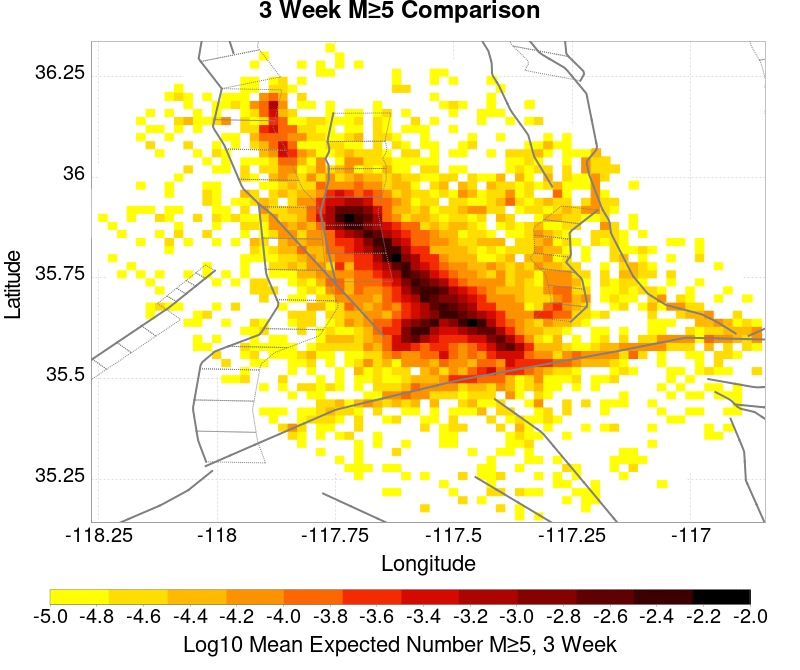 3 Week M≥5 Comparison
36.25
36
35.75
35.5
35.25
Latitude
-118.25 -118 -117.75 -117.5 -117.25 -117
Longitude
-5.0 -4.8 -4.6 -4.4 -4.2 -4.0 -3.8 -3.6 -3.4 -3.2 -3.0 -2.8 -2.6 -2.4 -2.2 -2.0
Log10 Mean Expected Number M≥5, 3 Week